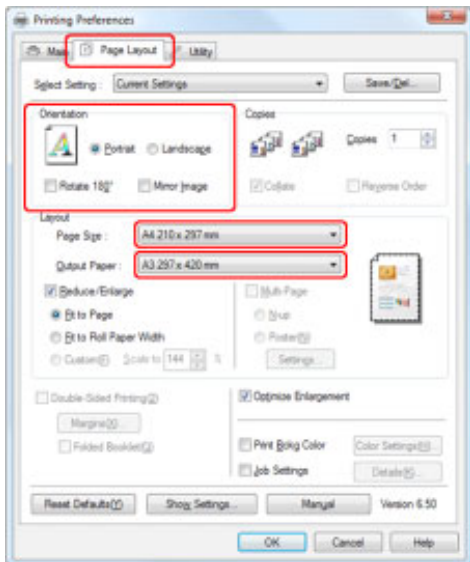 Printing Preferences
Main Page Layout Utility
Select Setting : Current Settings Save/Del...
Orientation
Portrait Landscape
Rotate 180° Mirror Image
Copies
Copies 1
Collate Reverse Order
Layout
Page Size : A4 210 x 297 mm
Output Paper : A3 297 x 420 mm
Reduce/Enlarge
Fit to Page
Fit to Roll Paper Width
Custom(F) Scale to 144 %
Multi-Page
N-up
Poster(N)
Settings...
Double-Sided Printing(2)
Margins(X)...
Folded Booklet(Q)
Optimize Enlargement
Print Bckg Color Color Settings(H)...
Job Settings Details(K)...
Reset Defaults(Y) Show Settings... Manual Version 6.50
OK Cancel Help